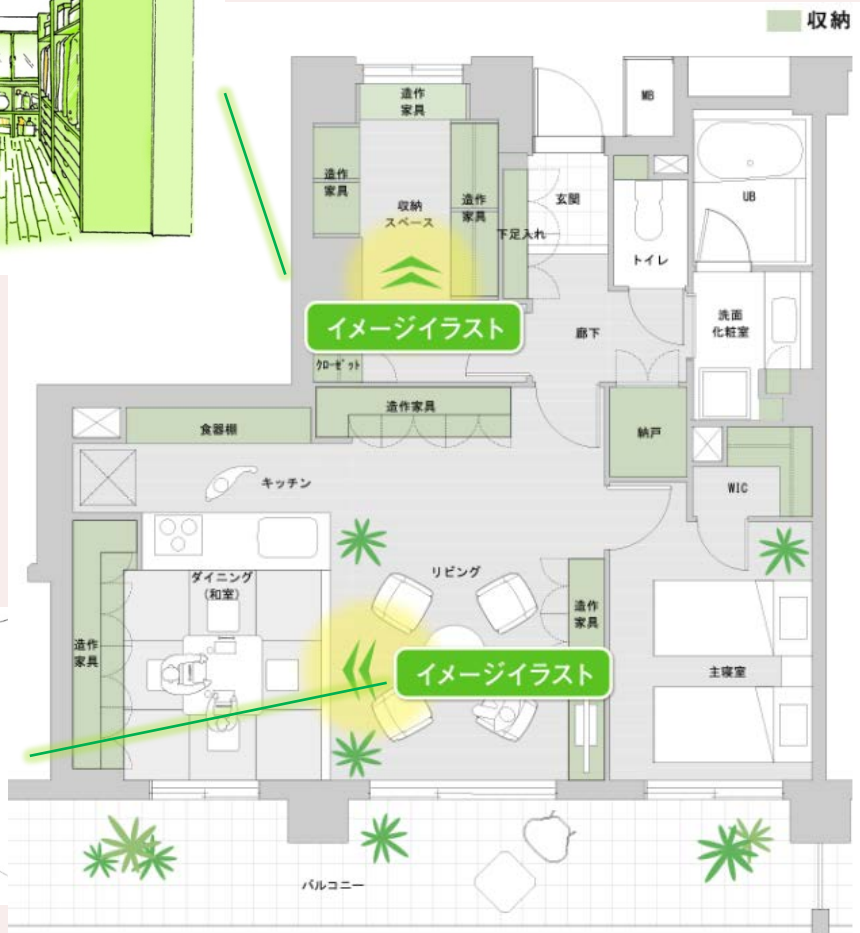 収納
造作
家具
MB
造作
家具
収納
スペース
造作
家具
玄関
下足入れ
トイレ
UB
イメージイラスト
廊下
洗面
化粧室
クローゼット
造作家具
食器棚
納戸
キッチン
WIC
リビング
ダイニング
(和室)
造作
家具
造作
家具
イメージイラスト
主寝室
バルコニー